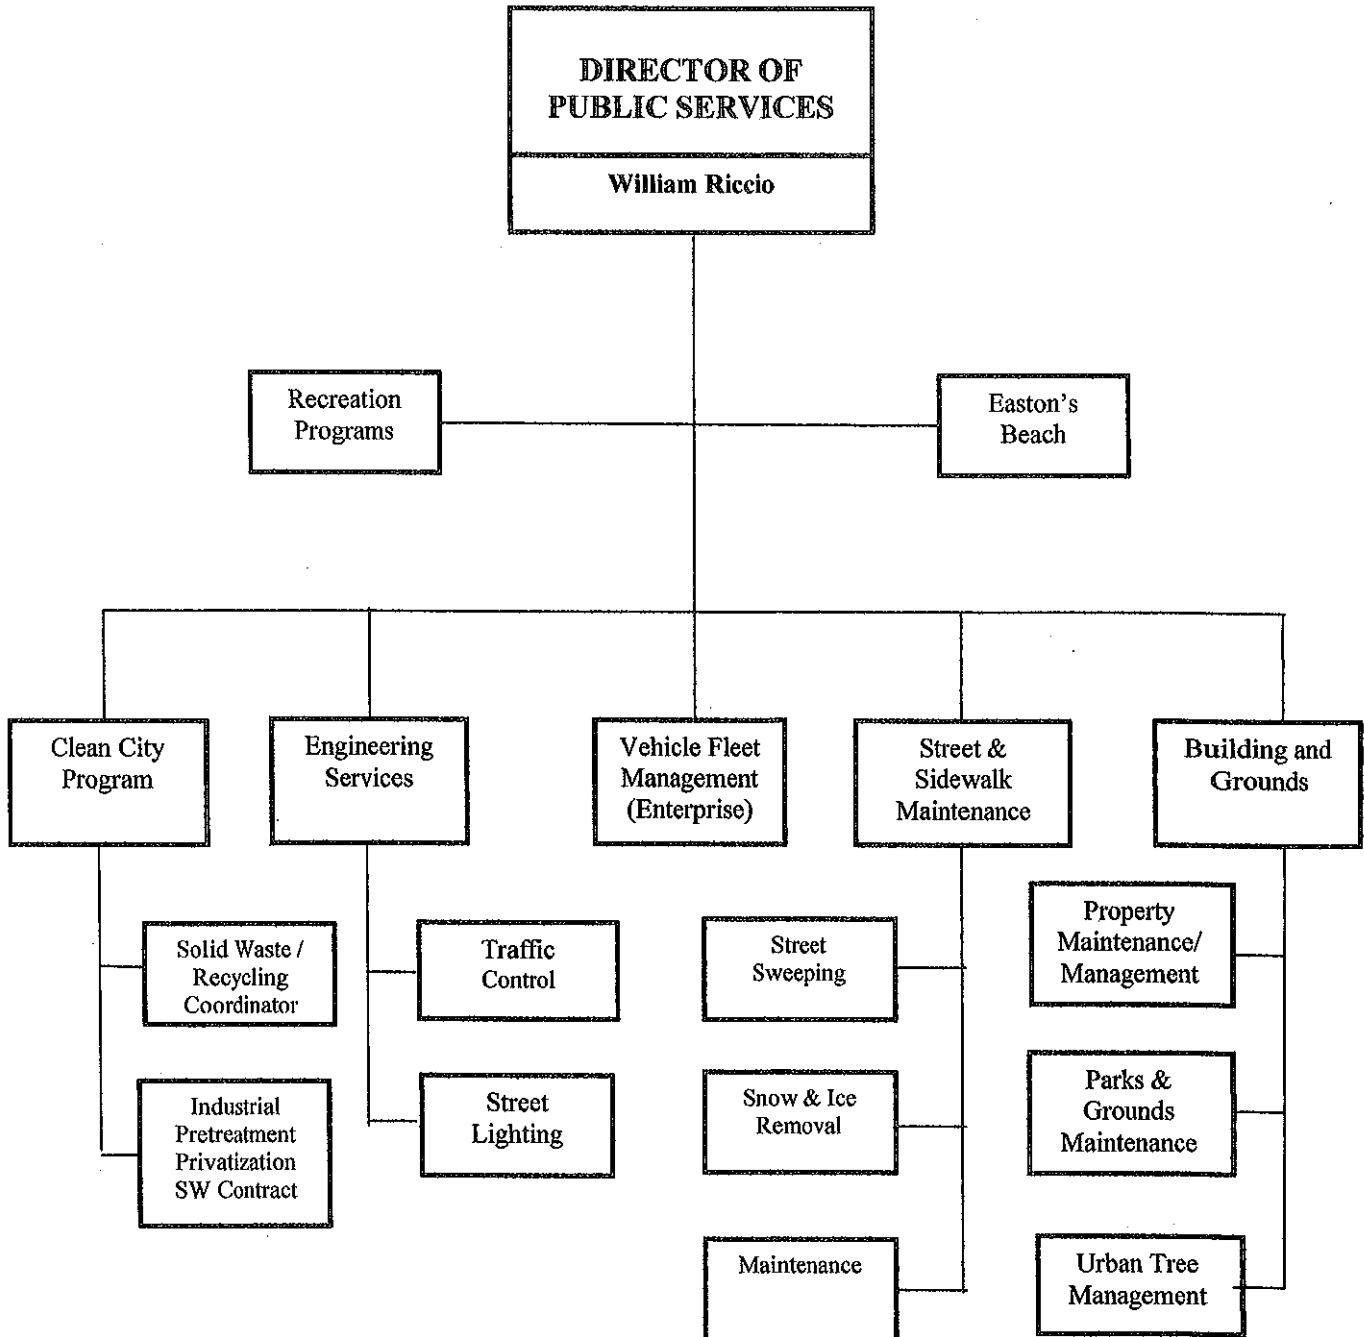 DIRECTOR OF
PUBLIC SERVICES
William Riccio
Recreation
Programs
Easton's
Beach
Clean City
Program
Engineering
Services
Vehicle Fleet
Management
(Enterprise)
Street &
Sidewalk
Maintenance
Building and
Grounds
Solid Waste /
Recycling
Coordinator
Industrial
Pretreatment
Privatization
SW Contract
Traffic
Control
Street
Lighting
Street
Sweeping
Snow & Ice
Removal
Maintenance
Property
Maintenance/
Management
Parks &
Grounds
Maintenance
Urban Tree
Management